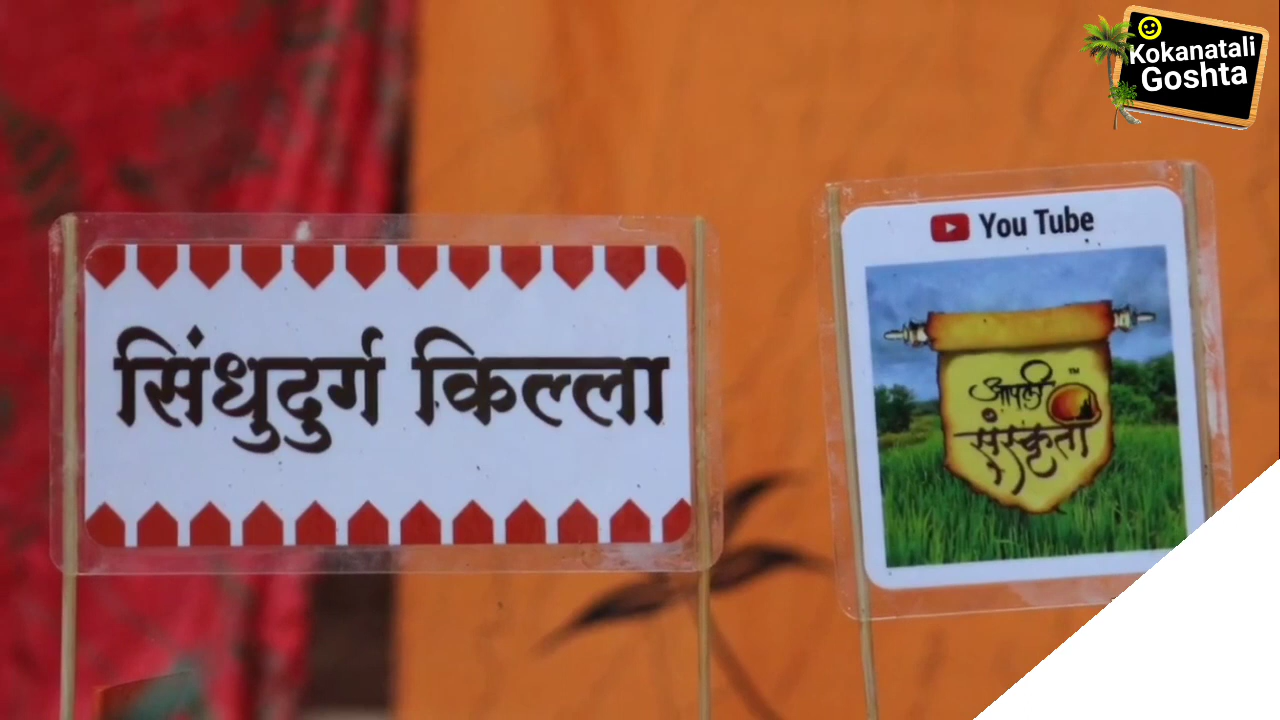 Kokanatali
Goshta
सिंधुदुर्ग किल्ला
You Tube
आपली
संस्कृती